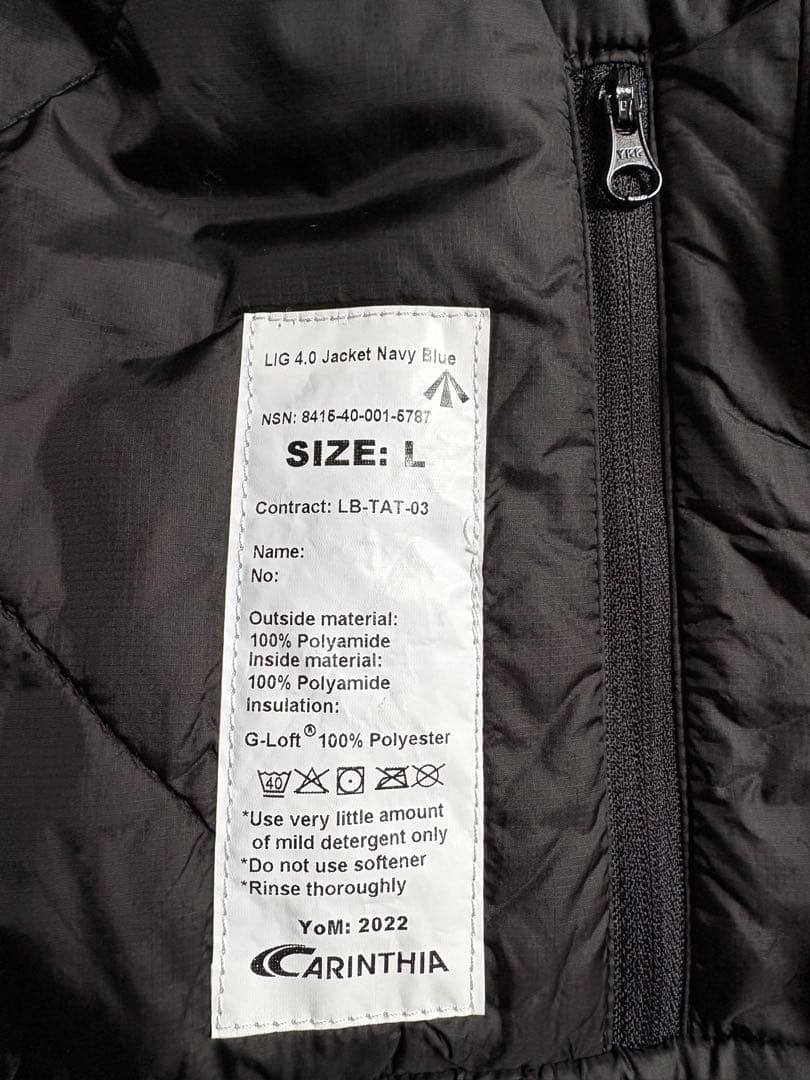 YKK
LIG 4.0 Jacket Navy Blue
NSN: 8415-40-001-5787
SIZE: L
Contract: LB-TAT-03
Name:
No:
Outside material:
100% Polyamide
Inside material:
100% Polyamide
Insulation:
G-Loft® 100% Polyester
40
*Use very little amount
of mild detergent only
*Do not use softener
*Rinse thoroughly
YoM: 2022
CARINTHIA